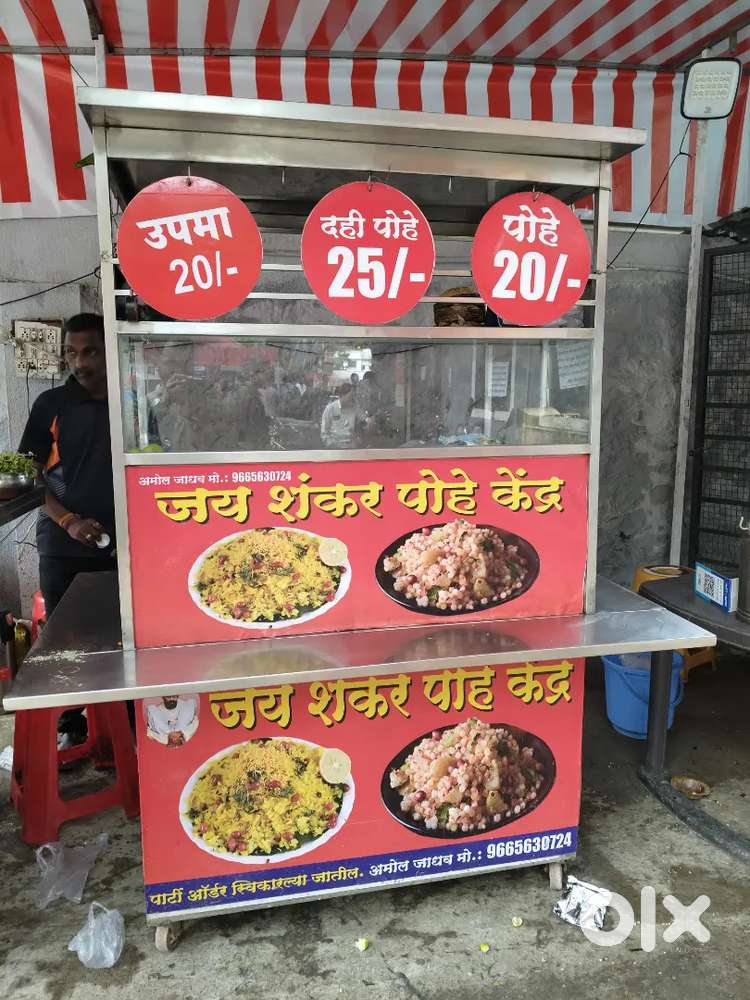 उपमा
20/-
दही पोहे
25/-
पोहे
20/-
अमोल जाधव मो.: 9665630724
जय शंकर पोहे केंद्र
जय शंकर पोहे केंद्र
पार्टी ऑर्डर स्विकारल्या जातील. अमोल जाधव मो.: 9665630724
olx